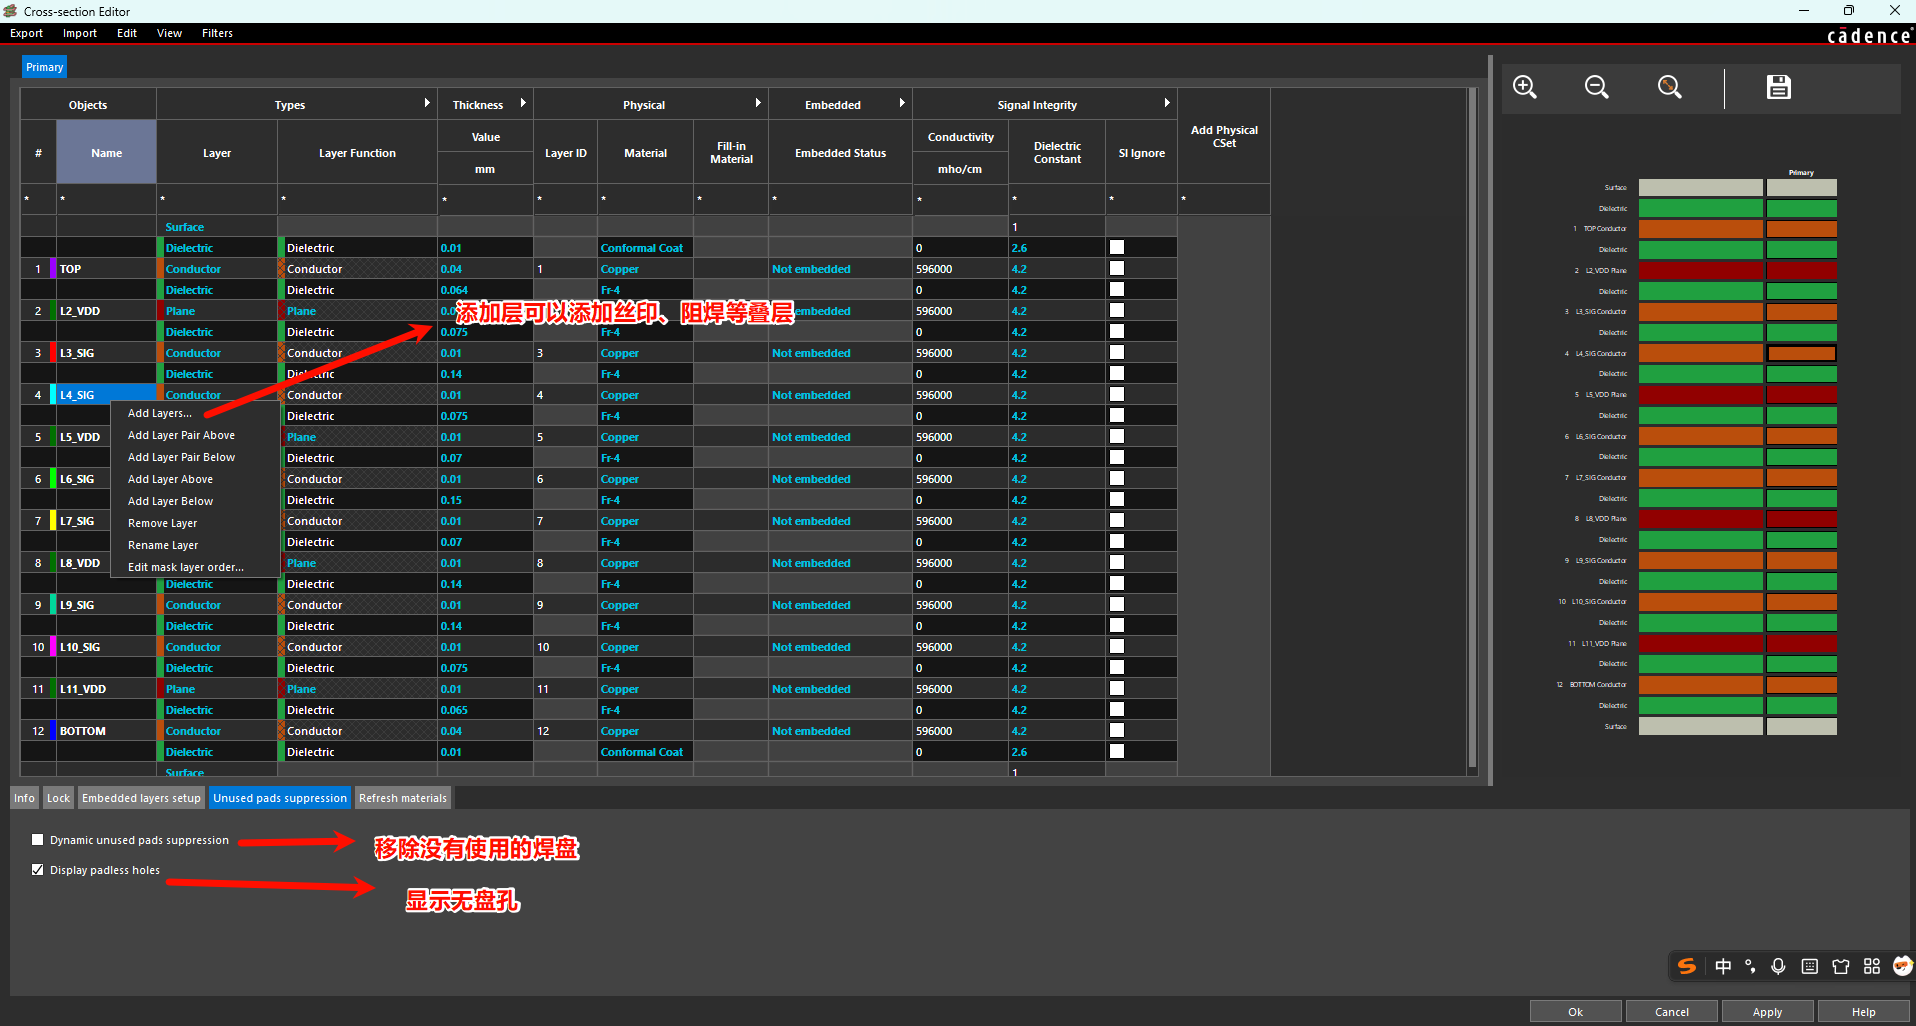 Cross-section Editor
Export Import Edit View Filters
cādence
Primary
Objects Types Thickness Physical Embedded Signal Integrity
# Name Layer Layer Function Value Layer ID Material Fill-in Material Embedded Status Conductivity Dielectric Constant SI Ignore Add Physical CSet
mm mho/cm
* * * * * * * * * * * * *
Surface 1
Dielectric Dielectric 0.01 Conformal Coat 0 2.6
1 TOP Conductor Conductor 0.04 1 Copper Not embedded 596000 4.2
Dielectric Dielectric 0.064 Fr-4 0 4.2
2 L2_VDD Plane Plane 0.0 embedded 596000 4.2
添加层可以添加丝印、阻焊等叠层
Dielectric Dielectric 0.075 Fr-4 0 4.2
3 L3_SIG Conductor Conductor 0.01 3 Copper Not embedded 596000 4.2
Dielectric Dielectric 0.14 Fr-4 0 4.2
4 L4_SIG Conductor Conductor 0.01 4 Copper Not embedded 596000 4.2
Dielectric 0.075 Fr-4 0 4.2
5 L5_VDD Plane 0.01 5 Copper Not embedded 596000 4.2
Dielectric 0.07 Fr-4 0 4.2
6 L6_SIG Conductor 0.01 6 Copper Not embedded 596000 4.2
Dielectric 0.15 Fr-4 0 4.2
7 L7_SIG Conductor 0.01 7 Copper Not embedded 596000 4.2
Dielectric 0.07 Fr-4 0 4.2
8 L8_VDD Plane 0.01 8 Copper Not embedded 596000 4.2
Dielectric Dielectric 0.14 Fr-4 0 4.2
9 L9_SIG Conductor Conductor 0.01 9 Copper Not embedded 596000 4.2
Dielectric Dielectric 0.14 Fr-4 0 4.2
10 L10_SIG Conductor Conductor 0.01 10 Copper Not embedded 596000 4.2
Dielectric Dielectric 0.075 Fr-4 0 4.2
11 L11_VDD Plane Plane 0.01 11 Copper Not embedded 596000 4.2
Dielectric Dielectric 0.065 Fr-4 0 4.2
12 BOTTOM Conductor Conductor 0.04 12 Copper Not embedded 596000 4.2
Dielectric Dielectric 0.01 Conformal Coat 0 2.6
Surface 1
Add Layers...
Add Layer Pair Above
Add Layer Pair Below
Add Layer Above
Add Layer Below
Remove Layer
Rename Layer
Edit mask layer order...
Primary
Surface
Dielectric
1 TOP Conductor
Dielectric
2 L2_VDD Plane
Dielectric
3 L3_SIG Conductor
Dielectric
4 L4_SIG Conductor
Dielectric
5 L5_VDD Plane
Dielectric
6 L6_SIG Conductor
Dielectric
7 L7_SIG Conductor
Dielectric
8 L8_VDD Plane
Dielectric
9 L9_SIG Conductor
Dielectric
10 L10_SIG Conductor
Dielectric
11 L11_VDD Plane
Dielectric
12 BOTTOM Conductor
Dielectric
Surface
Info Lock Embedded layers setup Unused pads suppression Refresh materials
Dynamic unused pads suppression
移除没有使用的焊盘
Display padless holes
显示无盘孔
中
Ok Cancel Apply Help